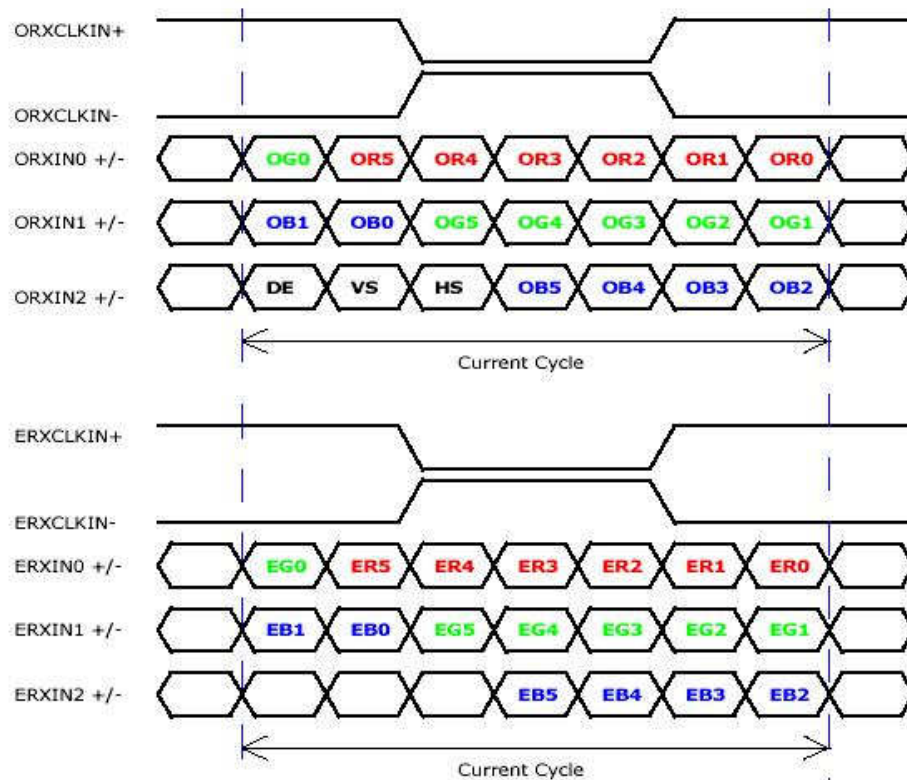 ORXCLKIN+
ORXCLKIN-
ORXIN0 +/- OG0 OR5 OR4 OR3 OR2 OR1 OR0
ORXIN1 +/- OB1 OB0 OG5 OG4 OG3 OG2 OG1
ORXIN2 +/- DE VS HS OB5 OB4 OB3 OB2
Current Cycle
ERXCLKIN+
ERXCLKIN-
ERXIN0 +/- EG0 ER5 ER4 ER3 ER2 ER1 ER0
ERXIN1 +/- EB1 EB0 EG5 EG4 EG3 EG2 EG1
ERXIN2 +/- EB5 EB4 EB3 EB2
Current Cycle